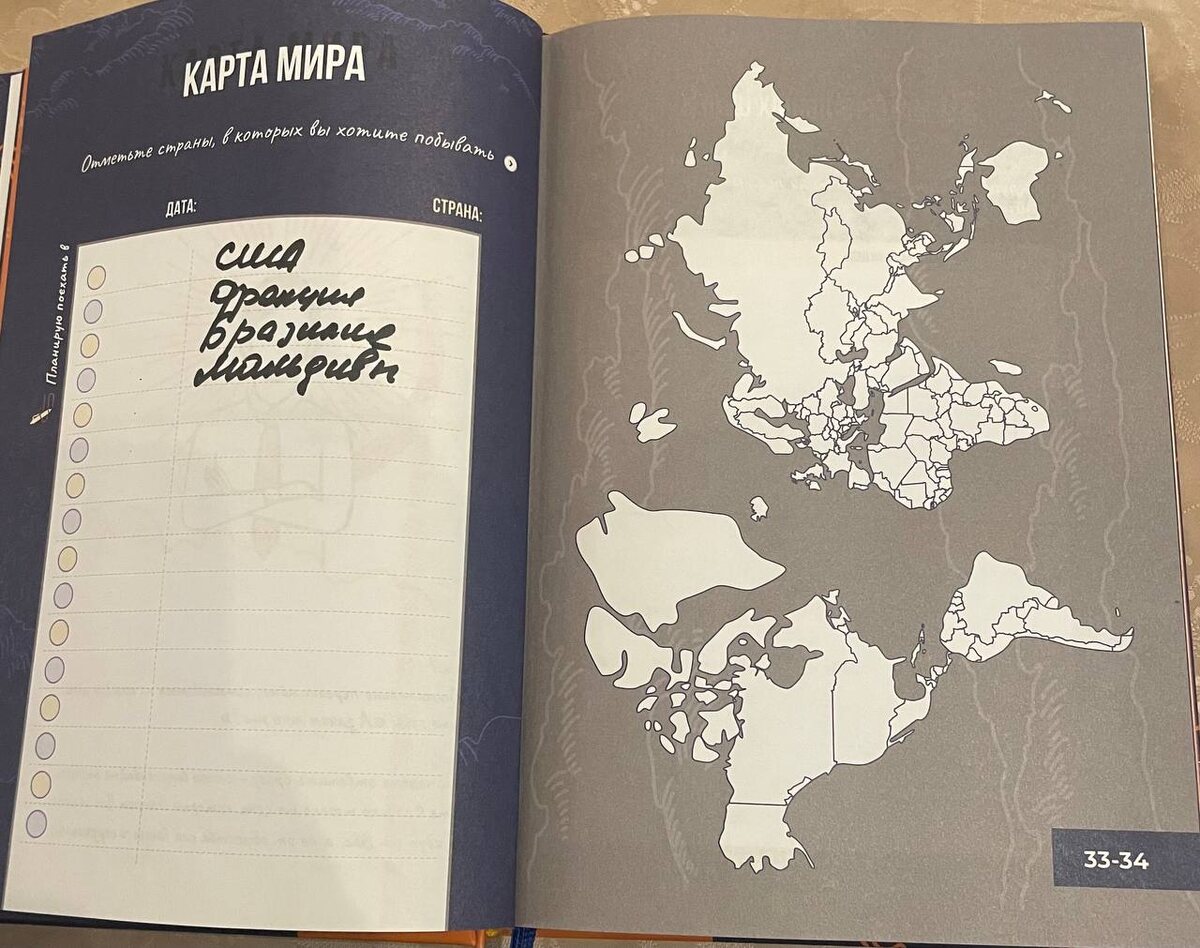 КАРТА МИРА
Отметьте страны, в которых вы хотите побывать
ДАТА:
СТРАНА:
Планирую поехать в
США
Франция
Бразилия
Мальдивы
33-34